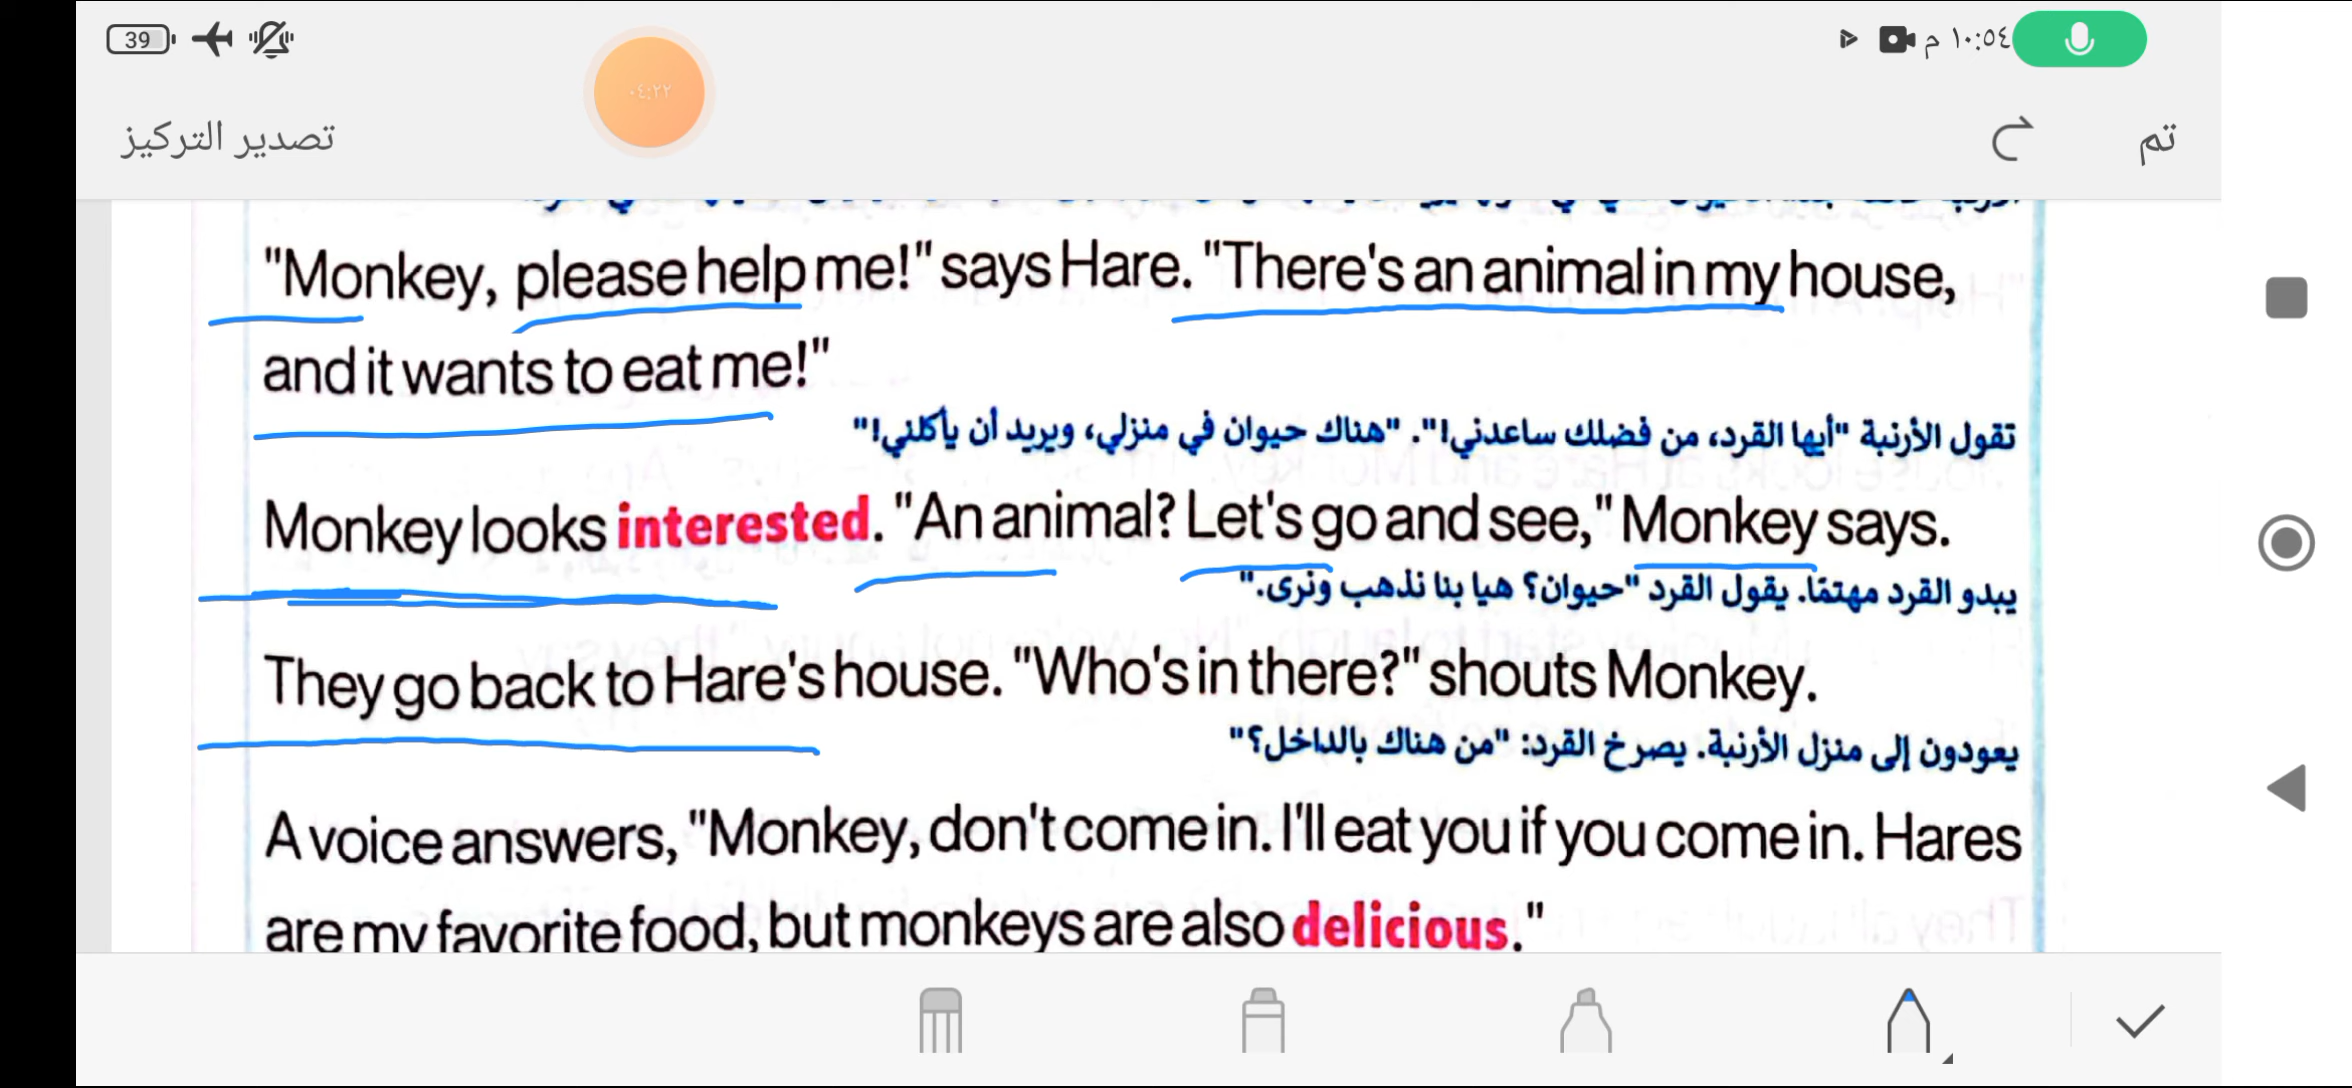 39
١٠:٥٤ م
٠٤:٢٢
تصدير التركيز
تم
"Monkey, please help me!" says Hare. "There's an animal in my house,
and it wants to eat me!"
تقول الأرنبة "أيها القرد، من فضلك ساعدني!". "هناك حيوان في منزلي، ويريد أن يأكلني!"
Monkey looks interested. "An animal? Let's go and see," Monkey says.
يبدو القرد مهتمًا. يقول القرد "حيوان؟ هيا بنا نذهب ونرى."
They go back to Hare's house. "Who's in there?" shouts Monkey.
يعودون إلى منزل الأرنبة. يصرخ القرد: "من هناك بالداخل؟"
A voice answers, "Monkey, don't come in. I'll eat you if you come in. Hares
are my favorite food, but monkeys are also delicious."